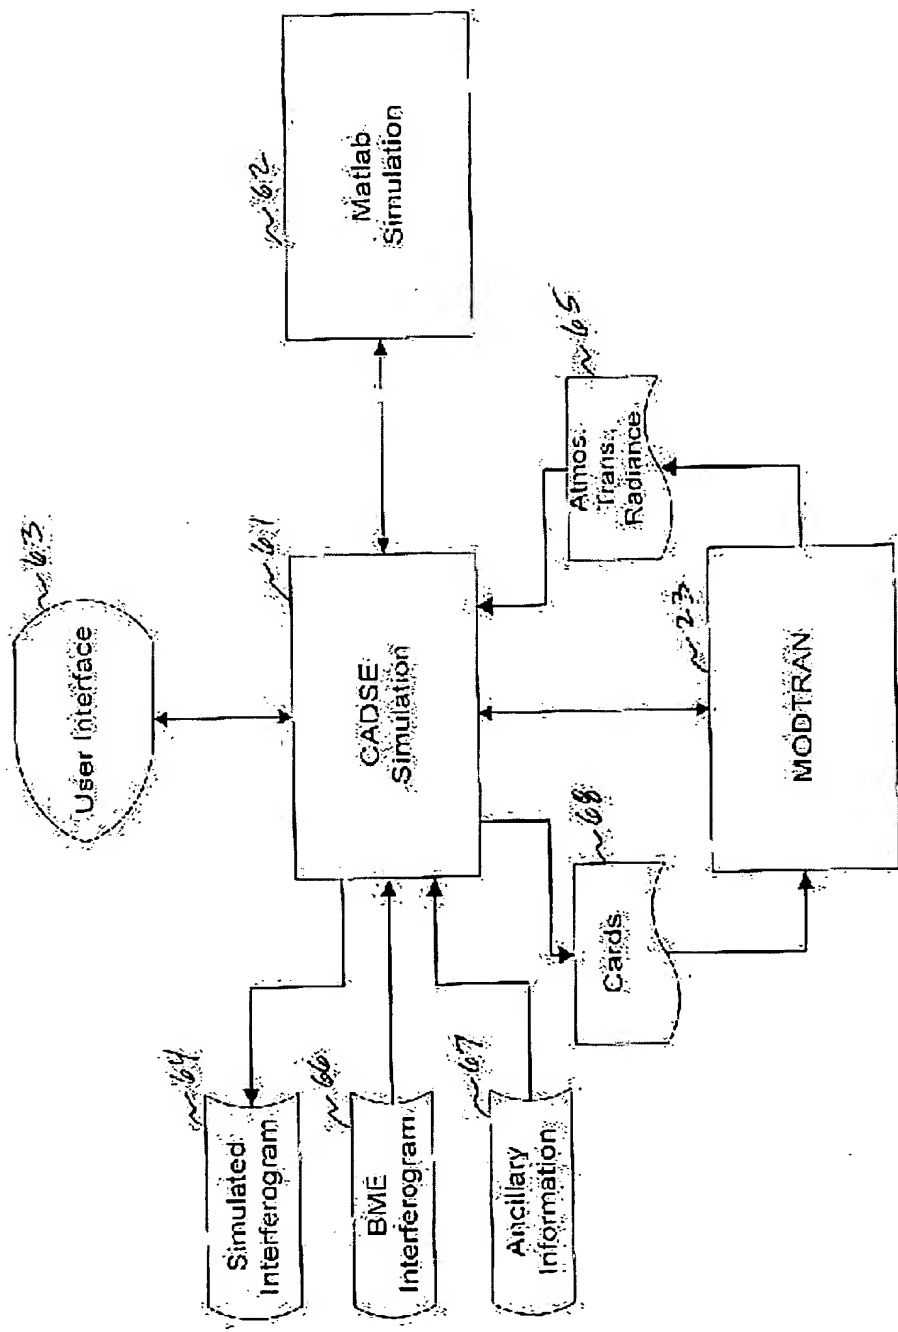 ~63
User Interface
~64
Simulated
Interferogram
~66
BME
Interferogram
~67
Ancillary
Information
~61
CADSE
Simulation
~62
Matlab
Simulation
~68
Cards
~65
Atmos.
Trans.,
Radiance
~23
MODTRAN